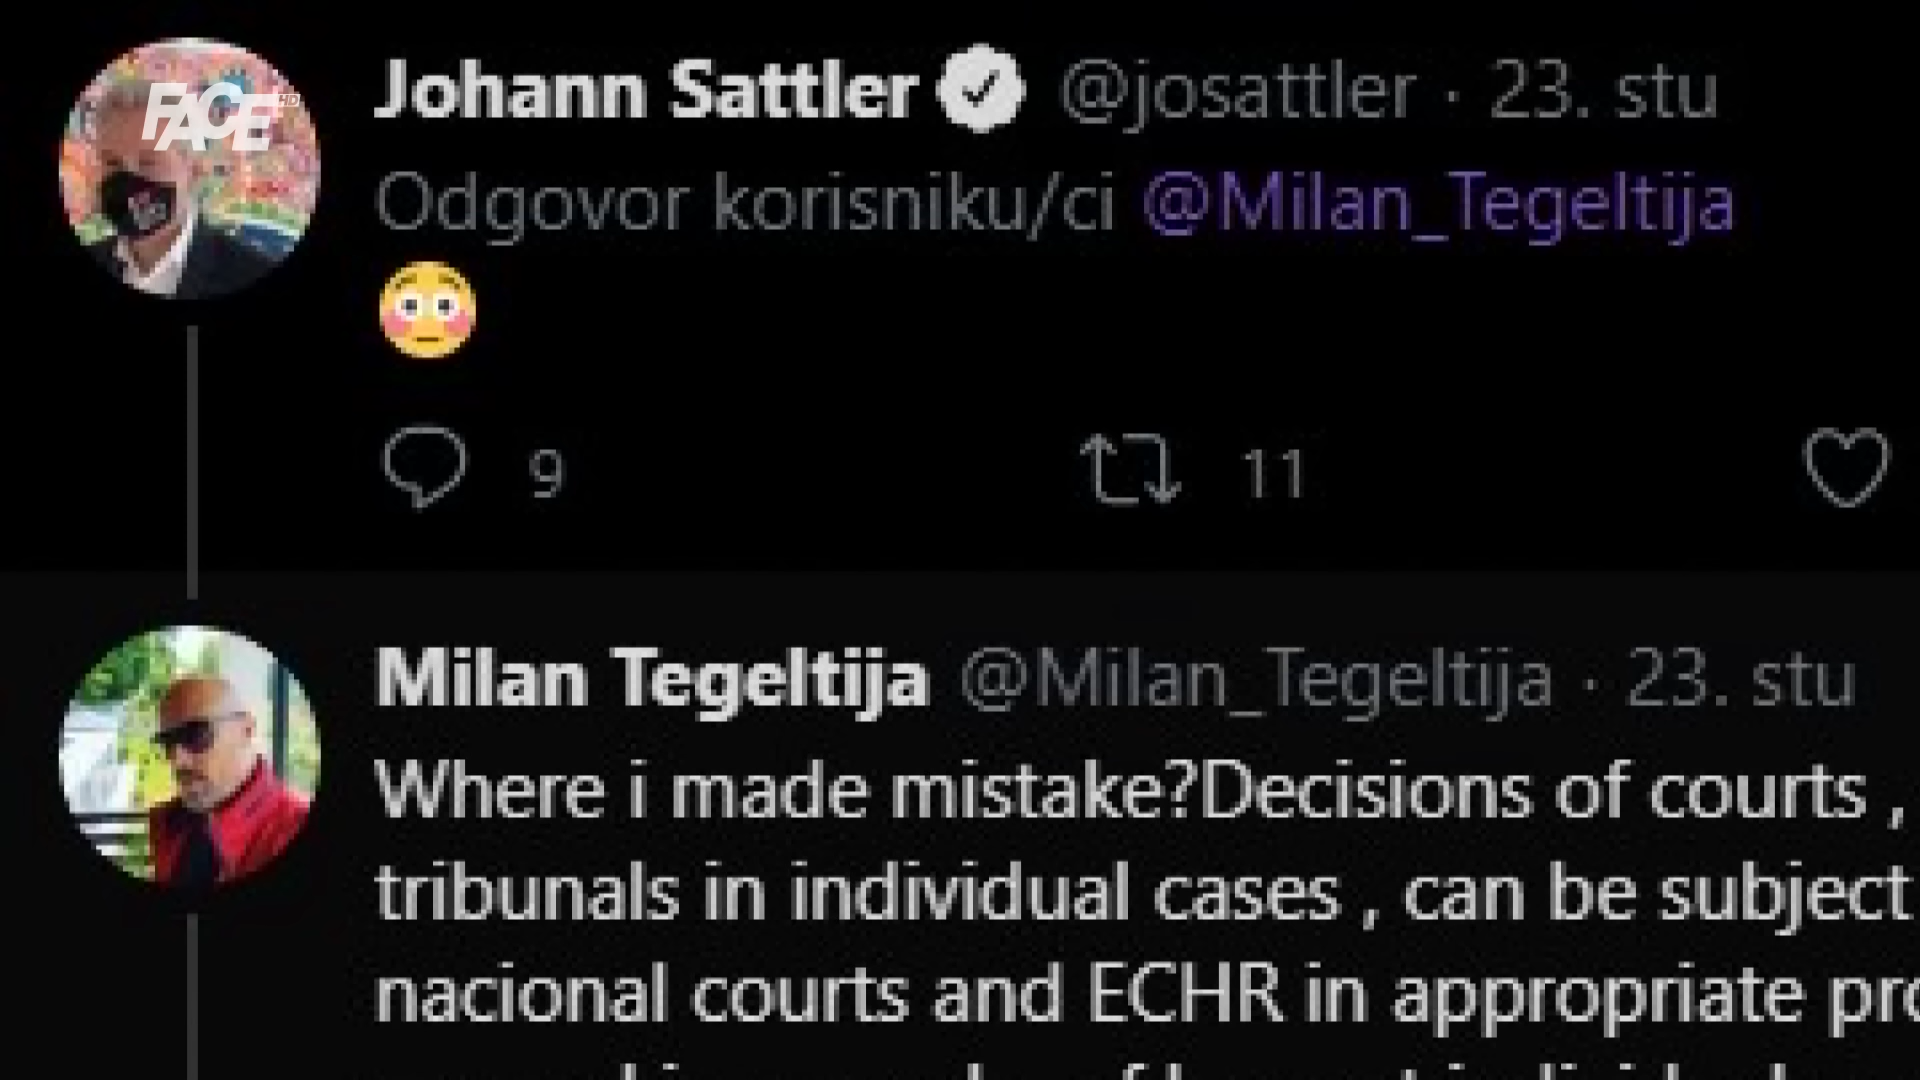 FACE HD
Johann Sattler @josattler · 23. stu
Odgovor korisniku/ci @Milan_Tegeltija
😳
9 11
Milan Tegeltija @Milan_Tegeltija · 23. stu
Where i made mistake?Decisions of courts ,
tribunals in individual cases , can be subject
nacional courts and ECHR in appropriate pro